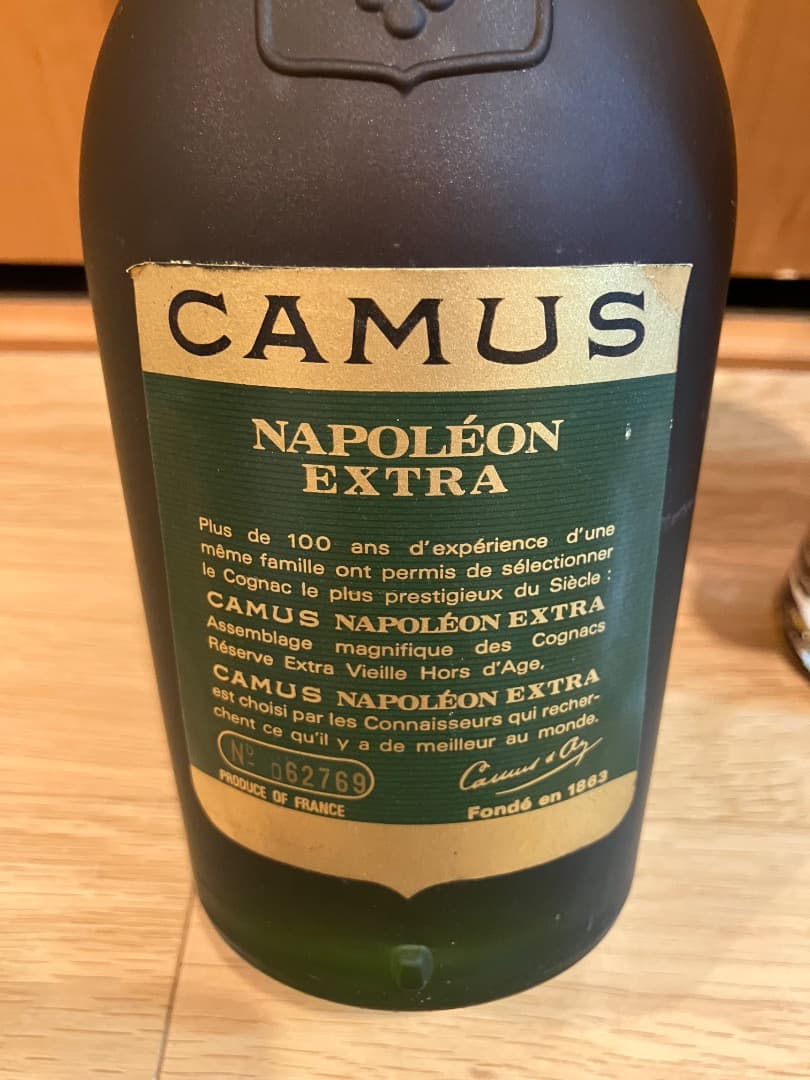 CAMUS
NAPOLÉON
EXTRA
Plus de 100 ans d'expérience d'une
même famille ont permis de sélectionner
le Cognac le plus prestigieux du Siècle :
CAMUS NAPOLÉON EXTRA
Assemblage magnifique des Cognacs
Réserve Extra Vieille Hors d'Age,
CAMUS NAPOLÉON EXTRA
est choisi par les Connaisseurs qui recher-
chent ce qu'il y a de meilleur au monde.
No D62769
PRODUCE OF FRANCE
Camus & Cie
Fondé en 1863